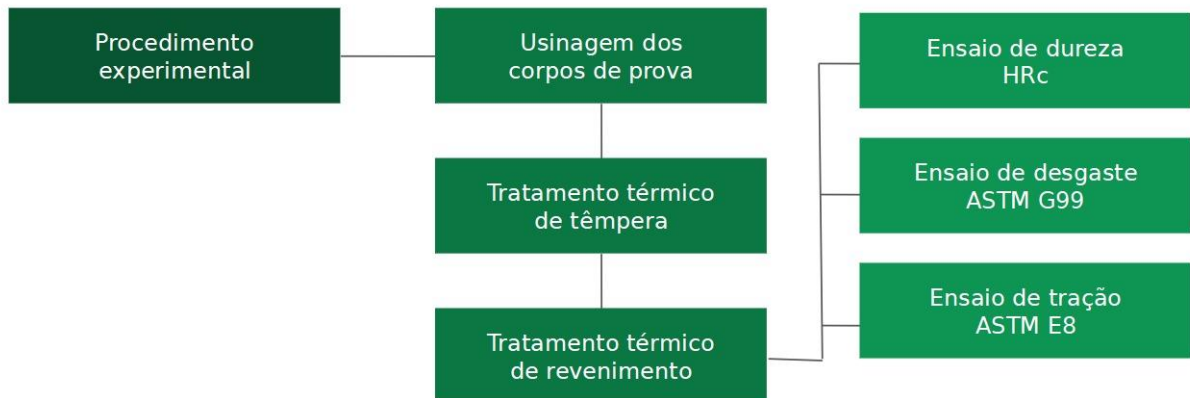 Procedimento
experimental
Usinagem dos
corpos de prova
Tratamento térmico
de têmpera
Tratamento térmico
de revenimento
Ensaio de dureza
HRc
Ensaio de desgaste
ASTM G99
Ensaio de tração
ASTM E8